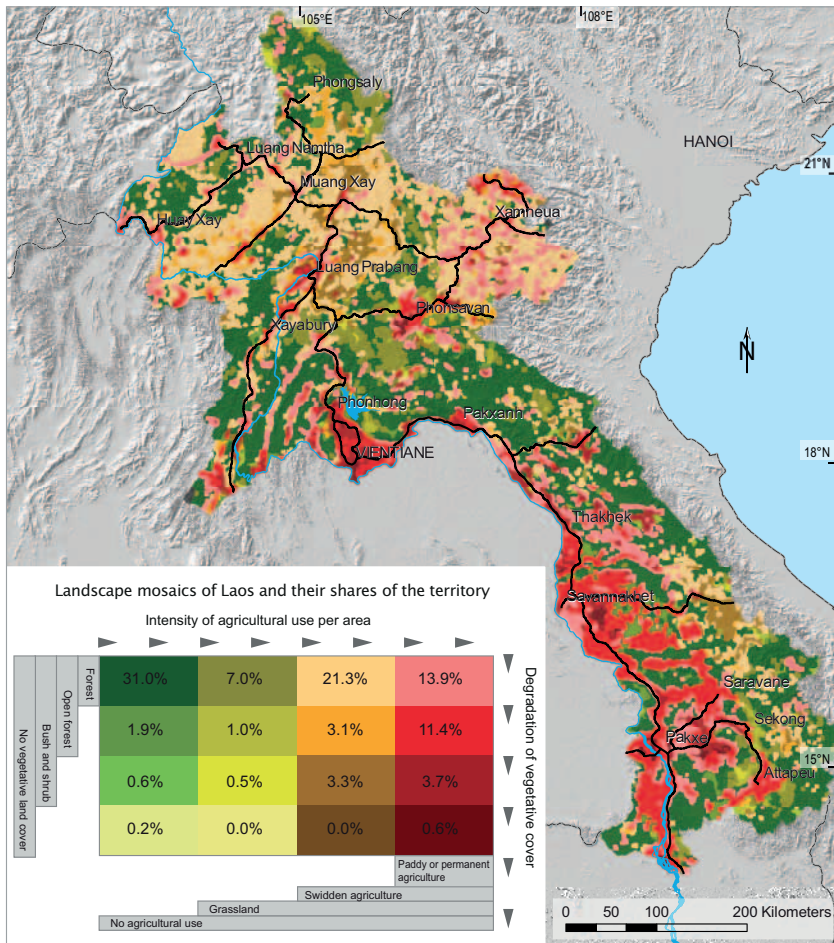 105°E
108°E
Phongsaly
HANOI
Luang Namtha
21°N
Muang Xay
Huay Xay
Xamneua
Luang Prabang
Phonsavan
Xayabury
N
Phonhong
Pakxanh
VIENTIANE
18°N
Thakhek
Savannakhet
Saravane
Sekong
Pakxe
15°N
Attapeu
Landscape mosaics of Laos and their shares of the territory
Intensity of agricultural use per area
No vegetative land cover
Bush and shrub
Open forest
Forest
31.0% 7.0% 21.3% 13.9%
1.9% 1.0% 3.1% 11.4%
0.6% 0.5% 3.3% 3.7%
0.2% 0.0% 0.0% 0.6%
Degradation of vegetative cover
Paddy or permanent
agriculture
Swidden agriculture
Grassland
No agricultural use
0 50 100 200 Kilometers